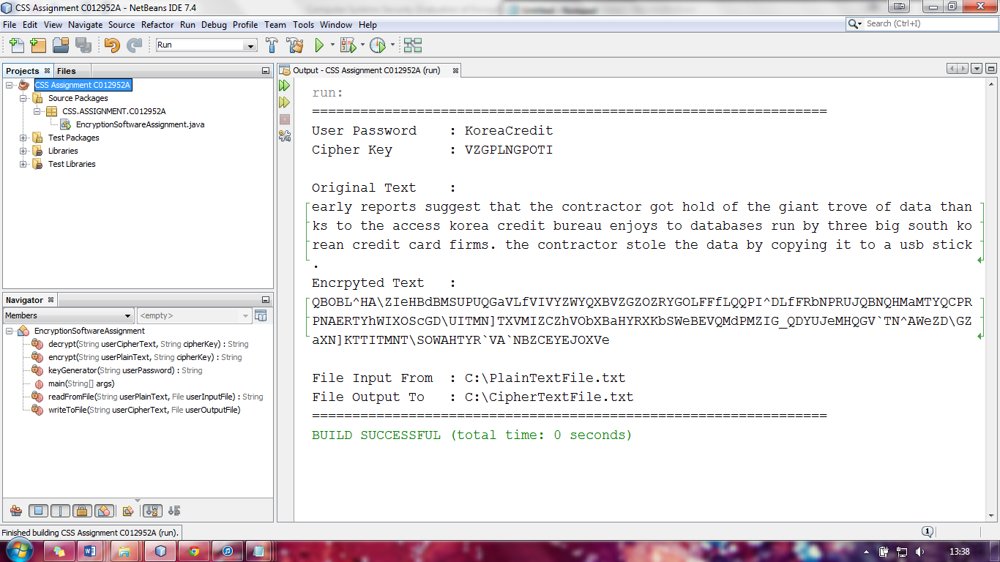 CSS Assignment C012952A - NetBeans IDE 7.4
File Edit View Navigate Source Refactor Run Debug Profile Team Tools Window Help
Search (Ctrl+I)
Run
Projects Files
CSS Assignment C012952A
Source Packages
CSS.ASSIGNMENT.C012952A
EncryptionSoftwareAssignment.java
Test Packages
Libraries
Test Libraries
Navigator
Members <empty>
EncryptionSoftwareAssignment
decrypt(String userCipherText, String cipherKey) : String
encrypt(String userPlainText, String cipherKey) : String
keyGenerator(String userPassword) : String
main(String[] args)
readFromFile(String userPlainText, File userInputFile) : String
writeToFile(String userCipherText, File userOutputFile)
Output - CSS Assignment C012952A (run)
run:
================================================================
User Password : KoreaCredit
Cipher Key : VZGPLNGPOTI
Original Text :
early reports suggest that the contractor got hold of the giant trove of data than
ks to the access korea credit bureau enjoys to databases run by three big south ko
rean credit card firms. the contractor stole the data by copying it to a usb stick
.
Encrpyted Text :
QBOBL^HA\ZIeHBdBMSUPUQGaVLfVIVYZWYQXBVZGZOZRYGOLFFfLQQPI^DLfFRbNPRUJQBNQHMaMTYQCPR
PNAERTYhWIXOScGD\UITMN]TXVMIZCZhVObXBaHYRXKbSWeBEVQMdPMZIG_QDYUJeMHQGV`TN^AWeZD\GZ
aXN]KTTITMNT\SOWAHTYR`VA`NBZCEYEJOXVe
File Input From : C:\PlainTextFile.txt
File Output To : C:\CipherTextFile.txt
================================================================
BUILD SUCCESSFUL (total time: 0 seconds)
Finished building CSS Assignment C012952A (run).
1
13:38